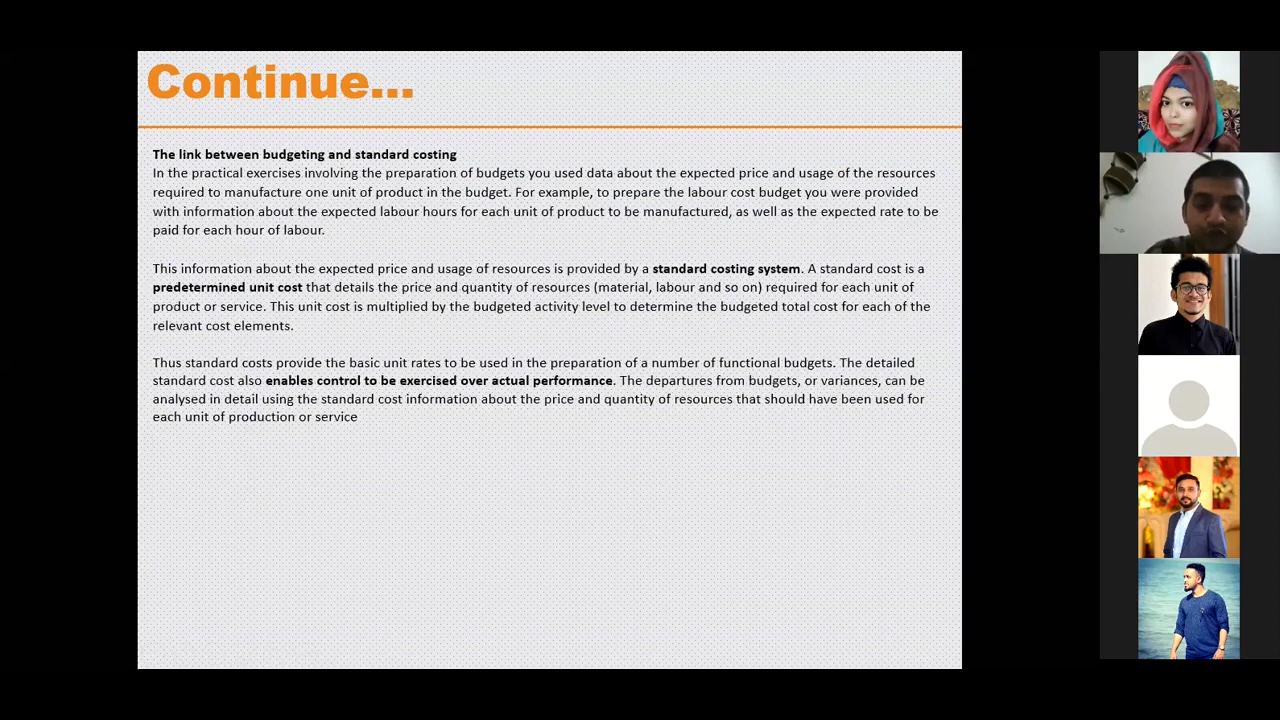 Continue...
The link between budgeting and standard costing
In the practical exercises involving the preparation of budgets you used data about the expected price and usage of the resources
required to manufacture one unit of product in the budget. For example, to prepare the labour cost budget you were provided
with information about the expected labour hours for each unit of product to be manufactured, as well as the expected rate to be
paid for each hour of labour.
This information about the expected price and usage of resources is provided by a standard costing system. A standard cost is a
predetermined unit cost that details the price and quantity of resources (material, labour and so on) required for each unit of
product or service. This unit cost is multiplied by the budgeted activity level to determine the budgeted total cost for each of the
relevant cost elements.
Thus standard costs provide the basic unit rates to be used in the preparation of a number of functional budgets. The detailed
standard cost also enables control to be exercised over actual performance. The departures from budgets, or variances, can be
analysed in detail using the standard cost information about the price and quantity of resources that should have been used for
each unit of production or service